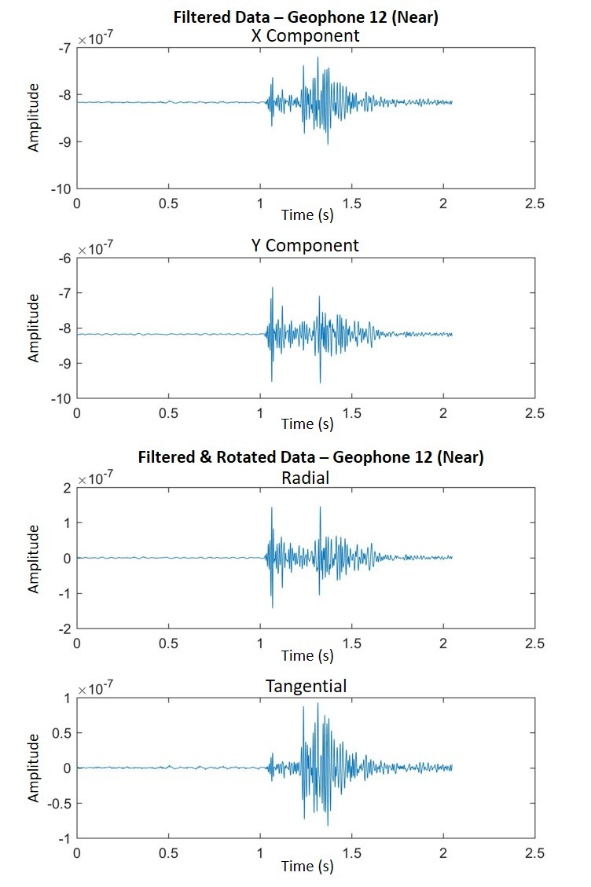 Filtered Data – Geophone 12 (Near)
X Component
×10-7
-7
-8
-9
-10
Amplitude
0 0.5 1 1.5 2 2.5
Time (s)
Y Component
×10-7
-6
-7
-8
-9
-10
Amplitude
0 0.5 1 1.5 2 2.5
Time (s)
Filtered & Rotated Data – Geophone 12 (Near)
Radial
×10-7
2
1
0
-1
-2
Amplitude
0 0.5 1 1.5 2 2.5
Time (s)
Tangential
×10-7
1
0.5
0
-0.5
-1
Amplitude
0 0.5 1 1.5 2 2.5
Time (s)